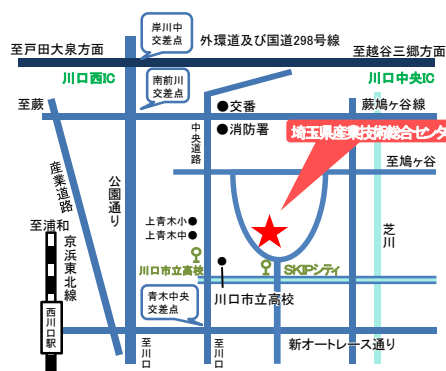 岸川中
交差点
外環道及び国道298号線
至戸田大泉方面
至越谷三郷方面
川口西IC
川口中央IC
南前川
交差点
至蕨
●交番
蕨鳩ヶ谷線
●消防署
中央道路
埼玉県産業技術総合センタ
至鳩ヶ谷
産業道路
公園通り
上青木小●
上青木中●
芝川
至浦和
京浜東北線
川口市立高校
SKIPシティ
川口市立高校
青木中央
交差点
西川口駅
新オートレース通り
至川口
至川口